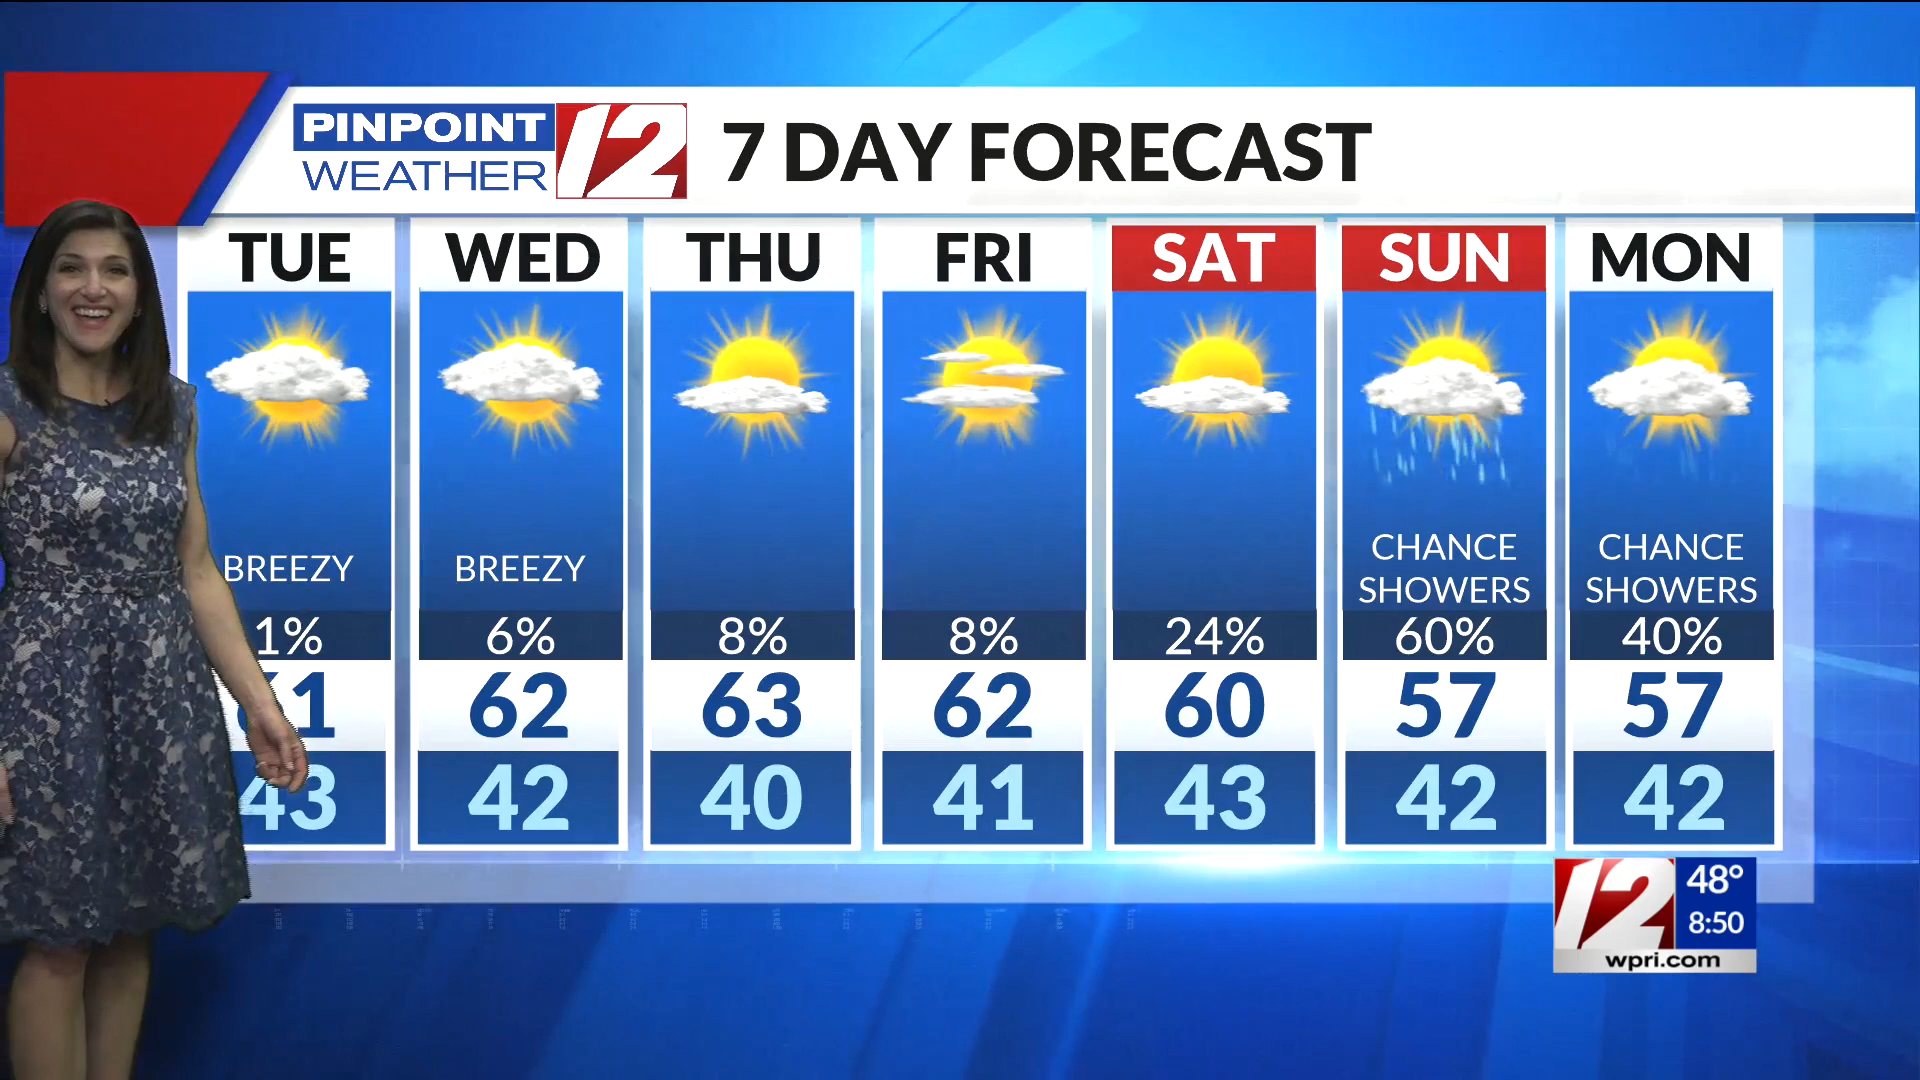 PINPOINT
WEATHER
12
7 DAY FORECAST
TUE WED THU FRI SAT SUN MON
BREEZY BREEZY
CHANCE SHOWERS
CHANCE SHOWERS
1% 6% 8% 8% 24% 60% 40%
61 62 63 62 60 57 57
43 42 40 41 43 42 42
12
48°
8:50
wpri.com